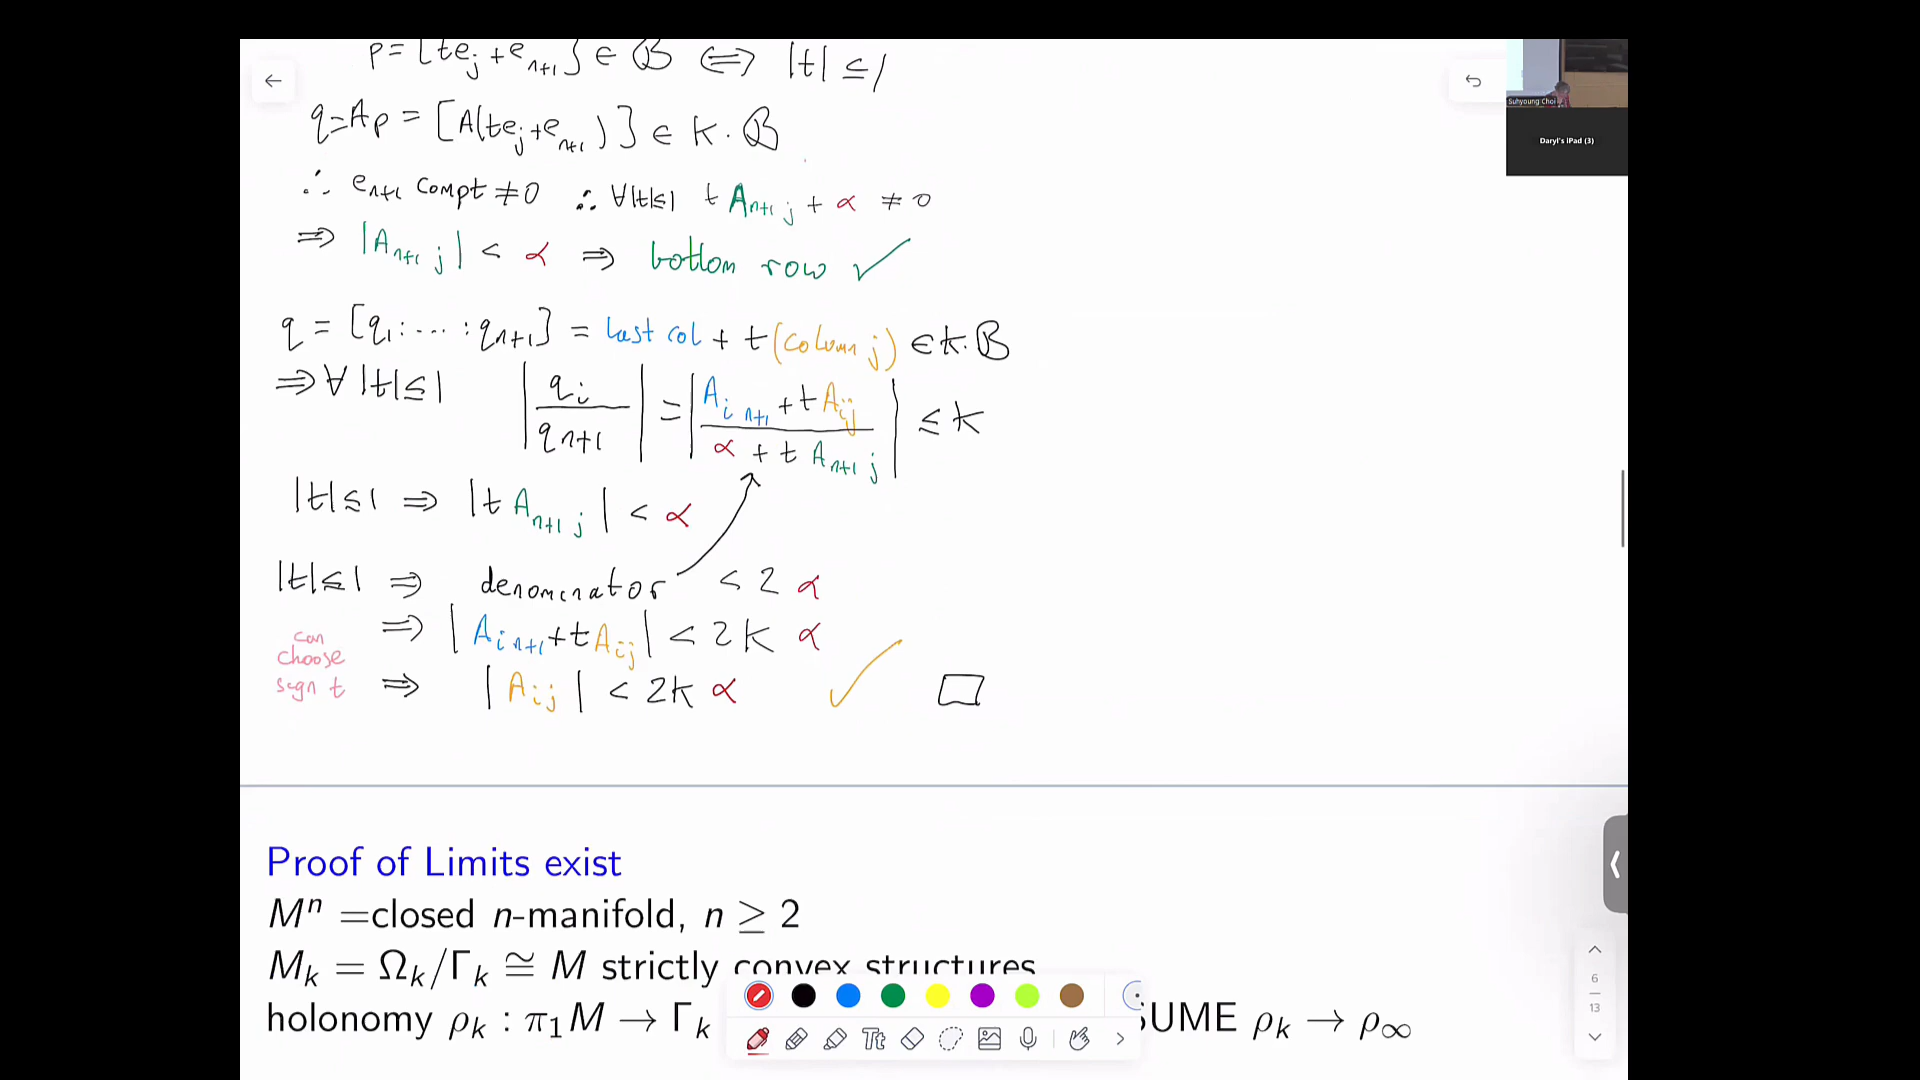 p = [te_j + e_{n+1}] ∈ 𝔹 ⟺ |t| ≤ 1
q = Ap = [A(te_j + e_{n+1})] ∈ K · 𝔹
∴ e_{n+1} compt ≠ 0 ∴ ∀|t|≤1 t A_{n+1 j} + α ≠ 0
⇒ |A_{n+1 j}| < α ⇒ bottom row ✓
q = [q_1 : ... : q_{n+1}] = last col + t (column j) ∈ K · 𝔹
⇒ ∀ |t| ≤ 1 |q_i / q_{n+1}| = |(A_{i n+1} + t A_{ij}) / (α + t A_{n+1 j})| ≤ K
|t| ≤ 1 ⇒ |t A_{n+1 j}| < α
|t| ≤ 1 ⇒ denominator < 2 α
⇒ |A_{i n+1} + t A_{ij}| < 2K α
can
choose
sign t ⇒ |A_{ij}| < 2K α ✓ □
Proof of Limits exist
M^n =closed n-manifold, n ≥ 2
M_k = Ω_k/Γ_k ≅ M strictly convex structures
holonomy ρ_k : π_1M → Γ_k SUME ρ_k → ρ_∞
Suhyoung Choi
Daryl's iPad (3)
6
13
Tt